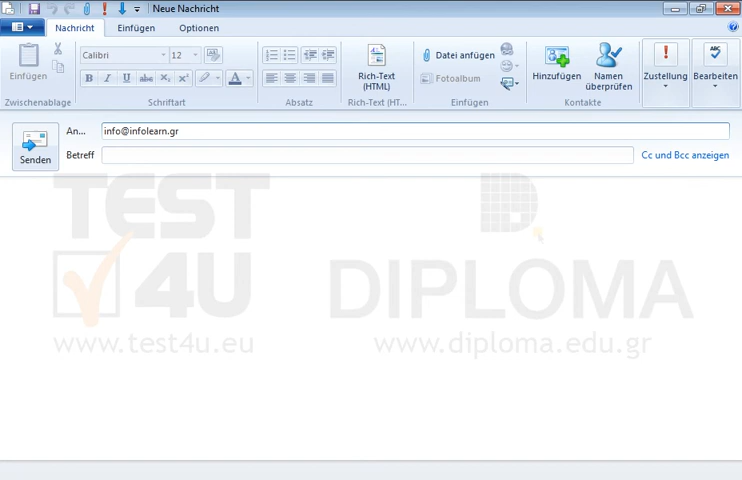 Neue Nachricht
Nachricht Einfügen Optionen
Calibri 12
Datei anfügen
Fotoalbum
Einfügen
Rich-Text (HTML)
Hinzufügen
Namen überprüfen
Zustellung
Bearbeiten
ABC
Zwischenablage Schriftart Absatz Rich-Text (HT... Einfügen Kontakte
An... info@infolearn.gr
Senden
Betreff
Cc und Bcc anzeigen
TEST
4U
www.test4u.eu
D
DIPLOMA
www.diploma.edu.gr